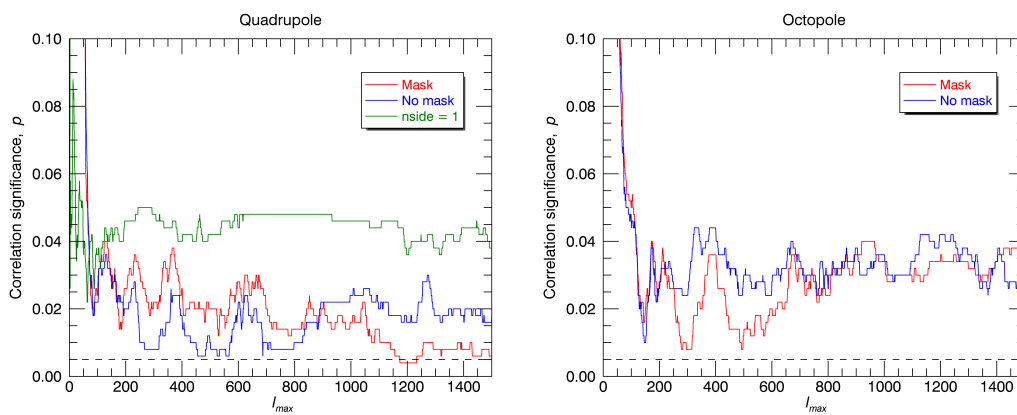 Quadrupole
0.10
0.08
0.06
0.04
0.02
0.00
Correlation significance, p
Mask
No mask
nside = 1
0 200 400 600 800 1000 1200 1400
l_max
Octopole
0.10
0.08
0.06
0.04
0.02
0.00
Correlation significance, p
Mask
No mask
0 200 400 600 800 1000 1200 1400
l_max